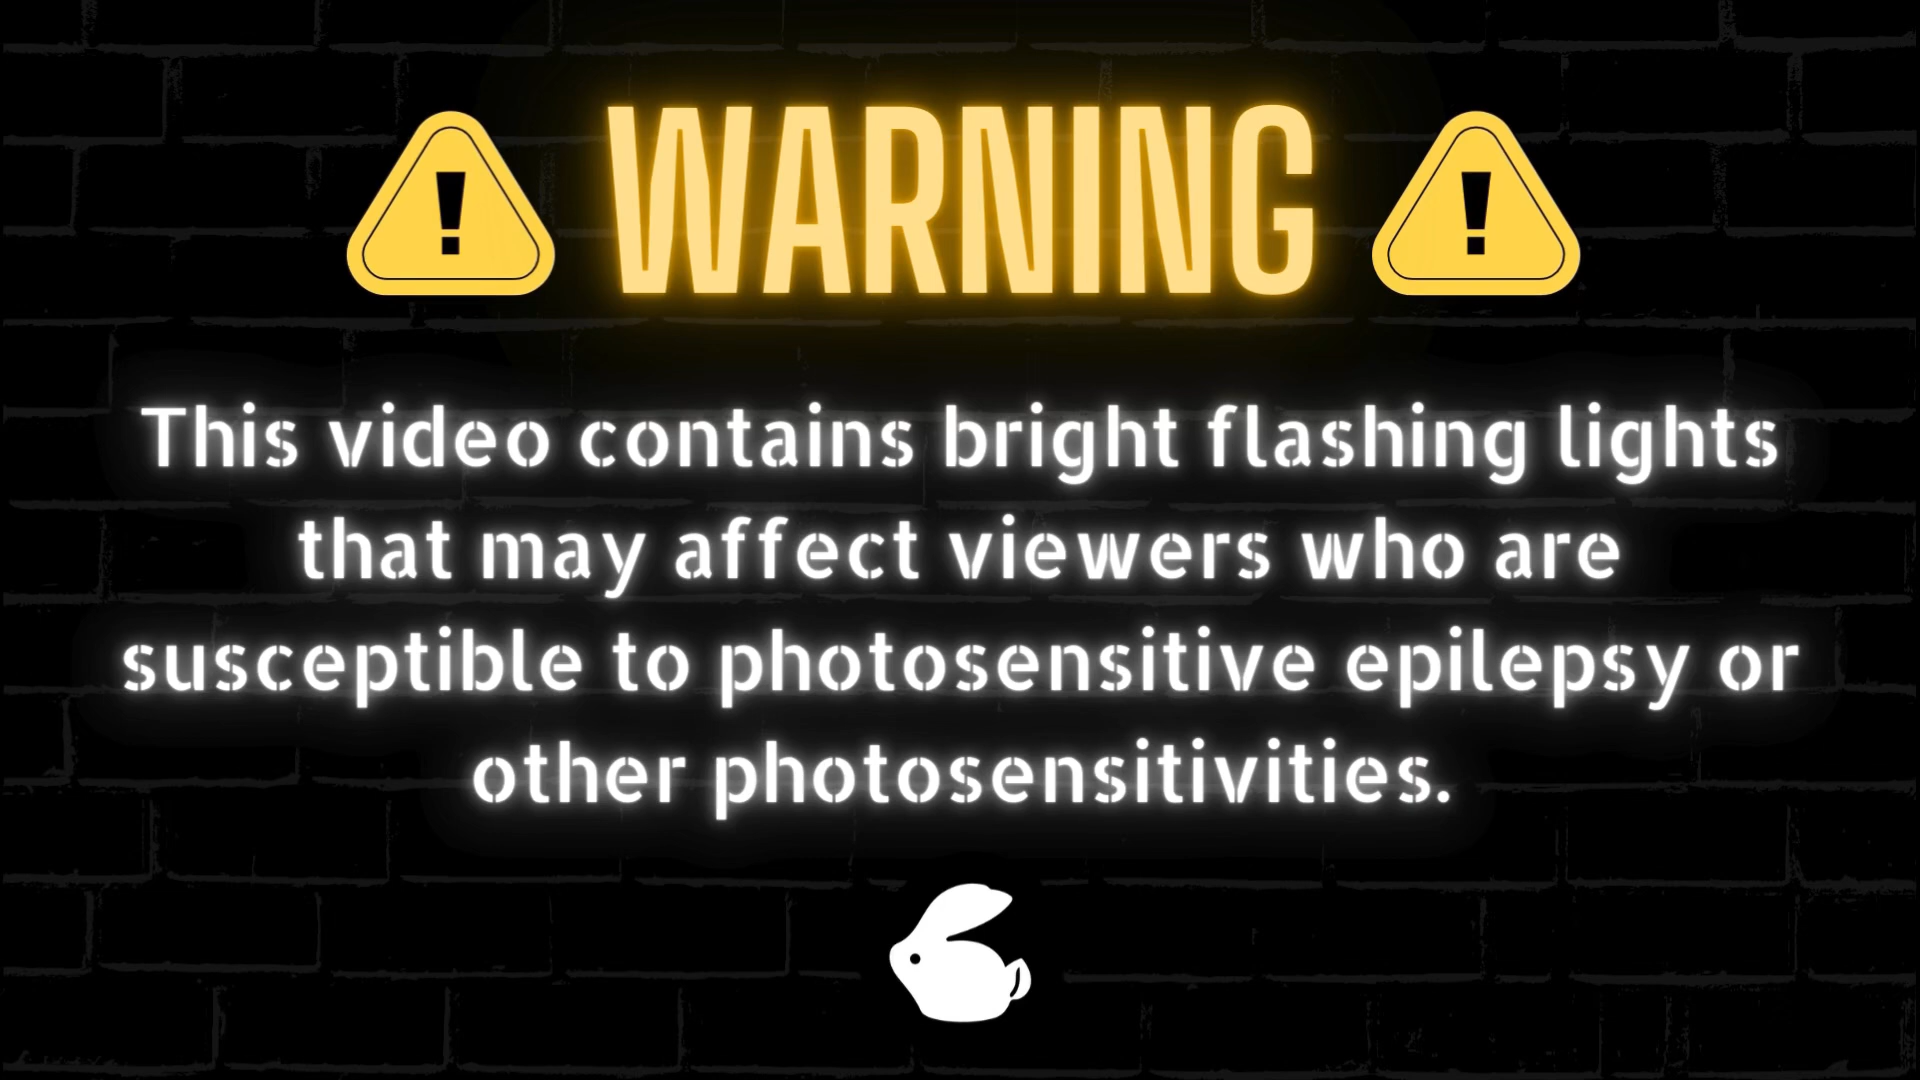 WARNING
This video contains bright flashing lights
that may affect viewers who are
susceptible to photosensitive epilepsy or
other photosensitivities.